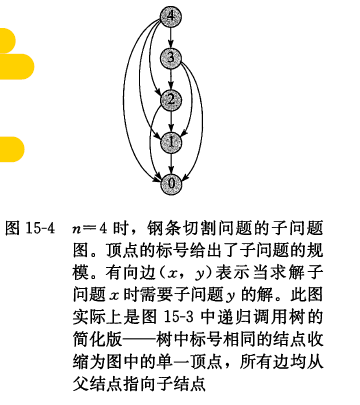 4
3
2
1
0
图 15-4 n=4 时，钢条切割问题的子问题
图。顶点的标号给出了子问题的规
模。有向边(x, y)表示当求解子
问题 x 时需要子问题 y 的解。此图
实际上是图 15-3 中递归调用树的
简化版——树中标号相同的结点收
缩为图中的单一顶点，所有边均从
父结点指向子结点